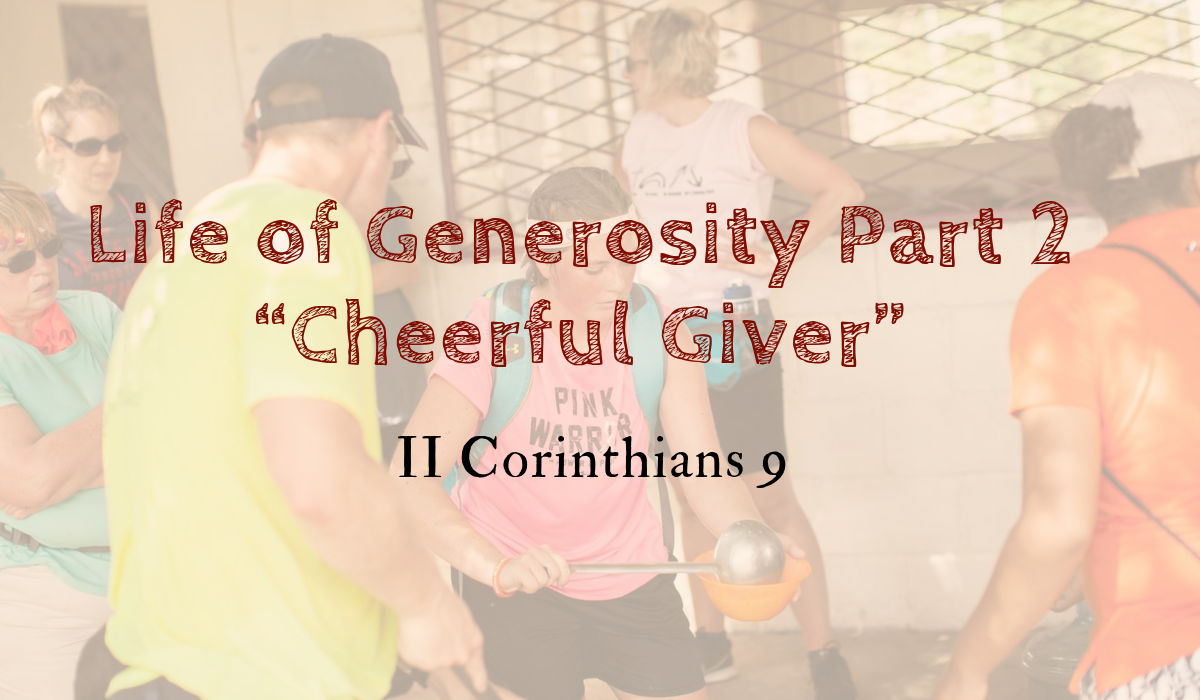 Life of Generosity Part 2
“Cheerful Giver”
II Corinthians 9
PINK
WARRIOR